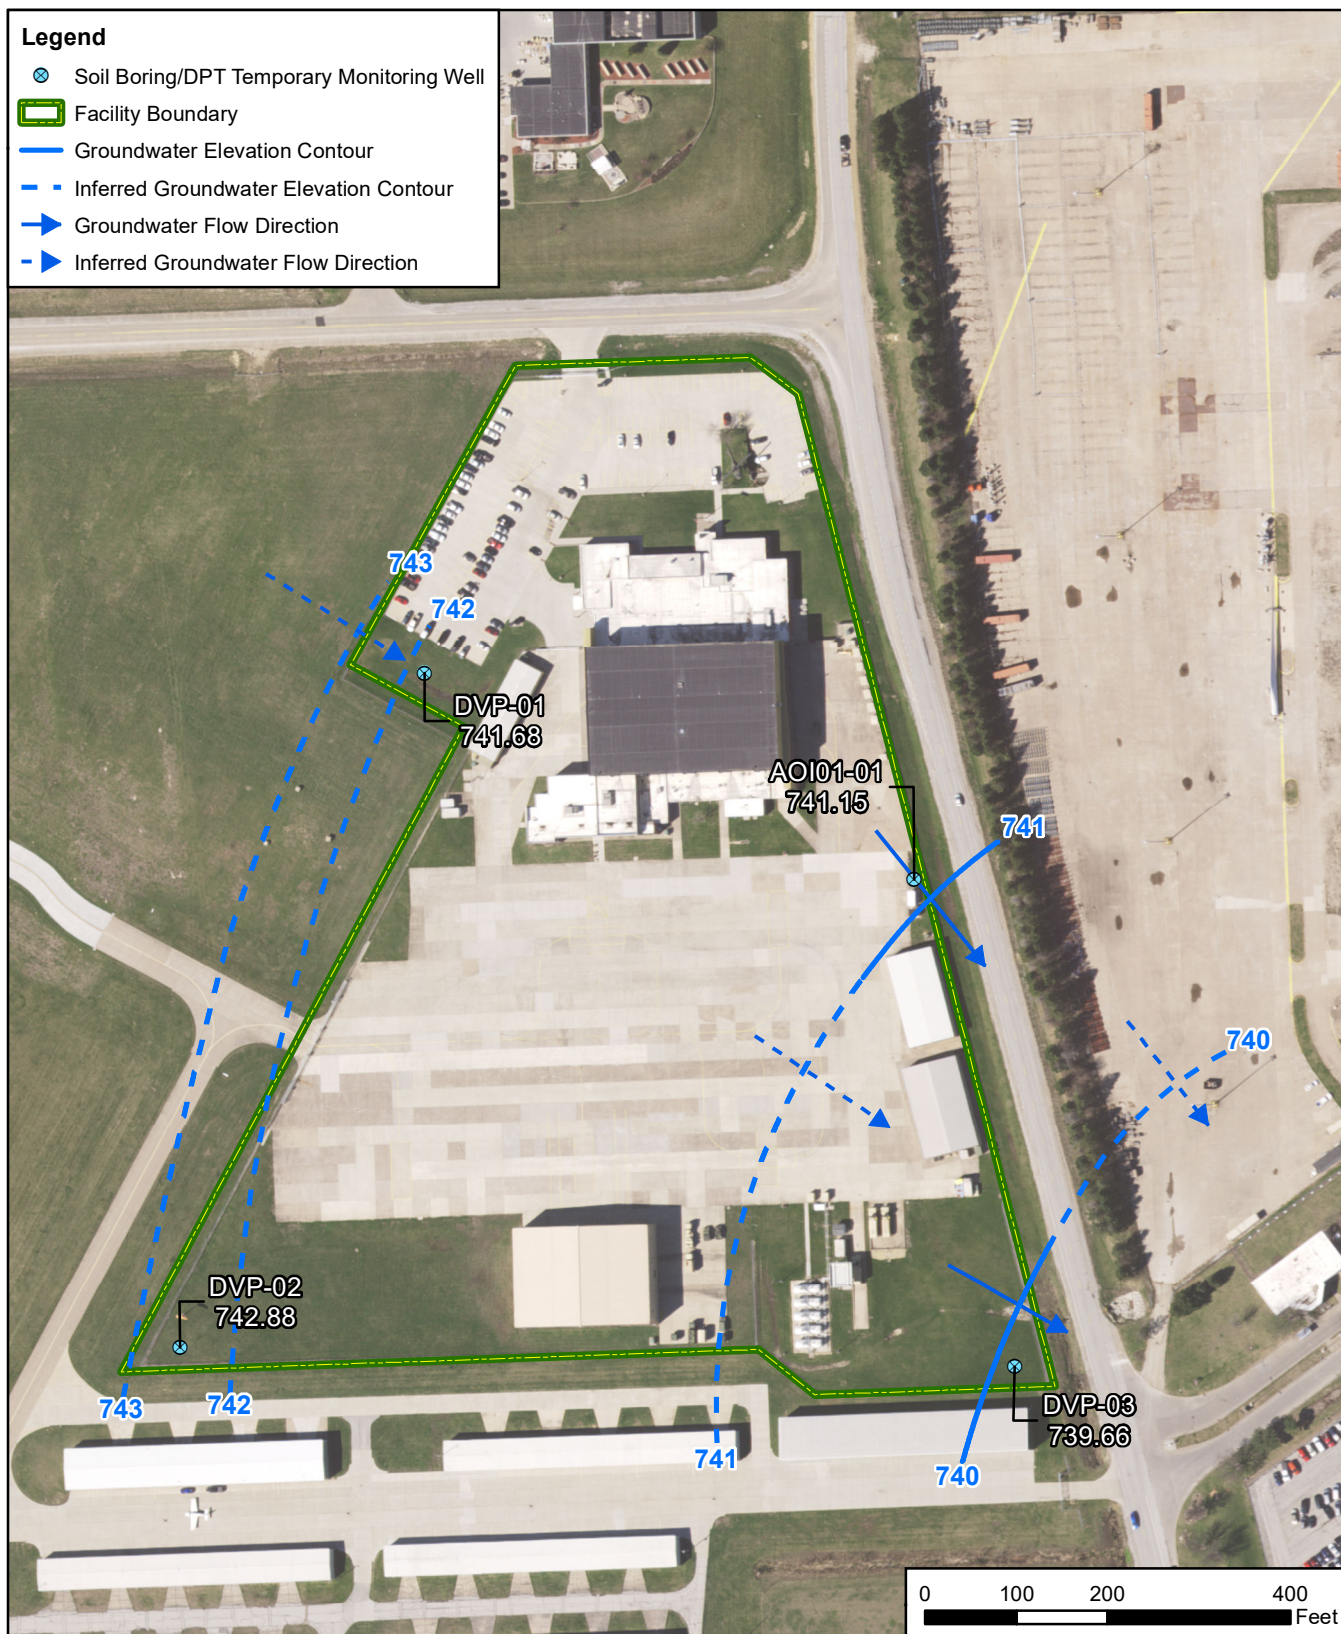 Legend
Soil Boring/DPT Temporary Monitoring Well
Facility Boundary
Groundwater Elevation Contour
Inferred Groundwater Elevation Contour
Groundwater Flow Direction
Inferred Groundwater Flow Direction
743
742
DVP-01
741.68
AOI01-01
741.15
741
740
DVP-02
742.88
743
742
DVP-03
739.66
741
740
0 100 200 400
Feet